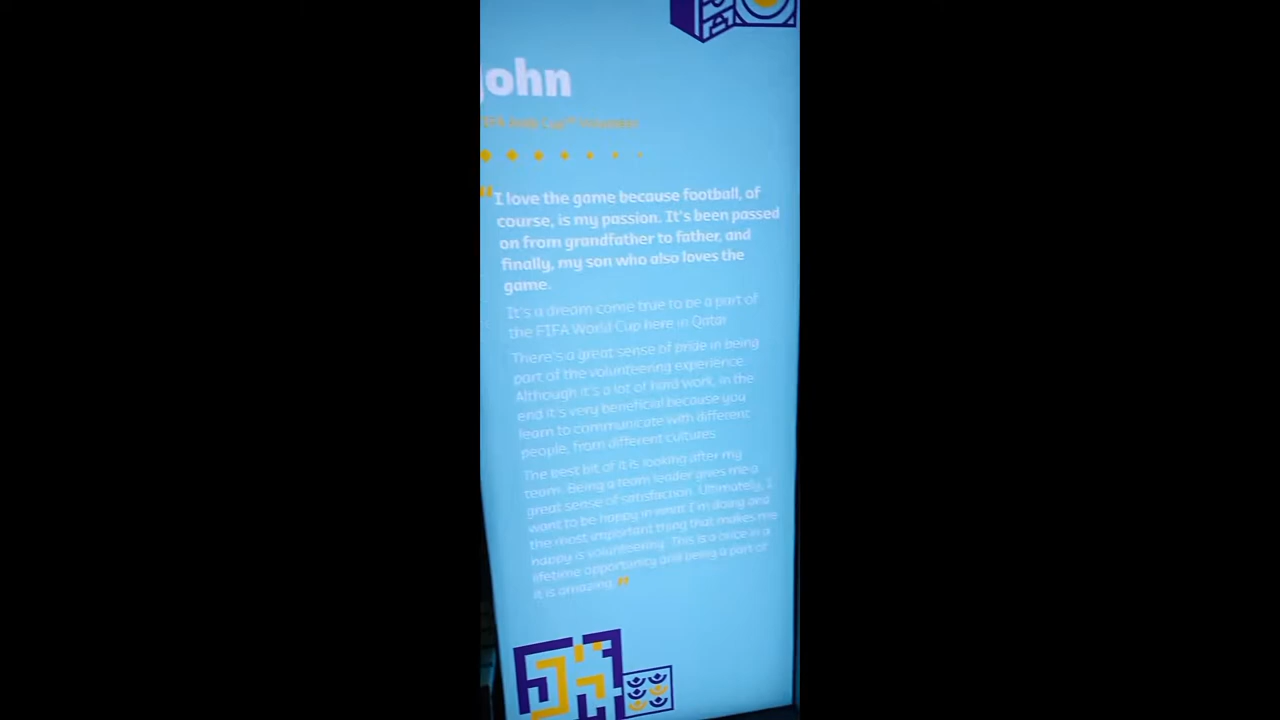 john
“I love the game because football, of
course, is my passion. It's been passed
on from grandfather to father, and
finally, my son who also loves the
game.
It's a dream come true to be a part of
the FIFA World Cup here in Qatar
There's a great sense of pride in being
part of the volunteering experience.
Although it's a lot of hard work, in the
end it's very beneficial because you
learn to communicate with different
people, from different cultures
The best bit of it is looking after my
team. Being a team leader gives me a
great sense of satisfaction. Ultimately, I
want to be happy in what I'm doing and
the most important thing that makes me
happy is volunteering. This is a once in a
lifetime opportunity and being a part of
it is amazing.”